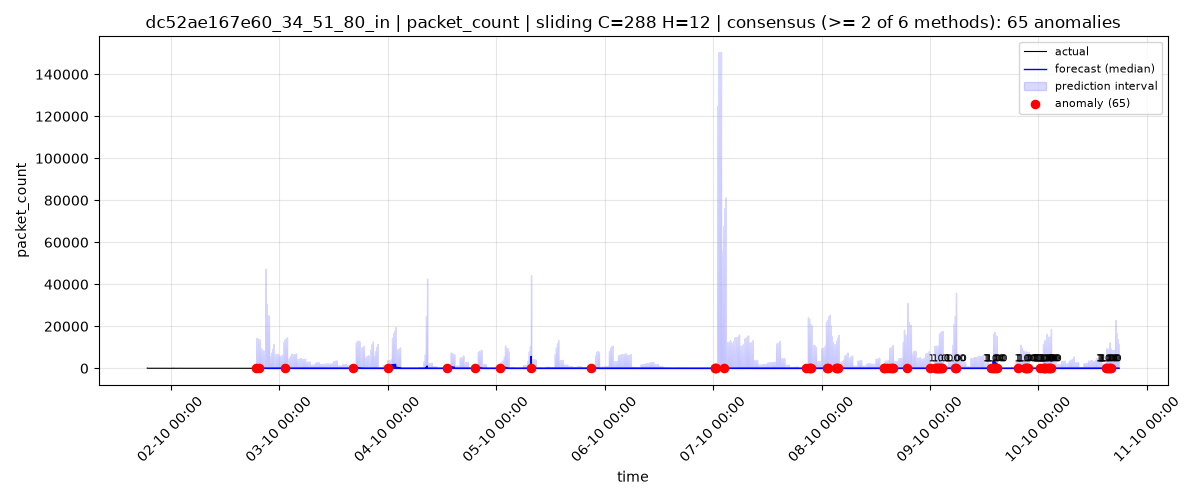 dc52ae167e60_34_51_80_in | packet_count | sliding C=288 H=12 | consensus (>= 2 of 6 methods): 65 anomalies
actual
forecast (median)
prediction interval
anomaly (65)
packet_count
140000
120000
100000
80000
60000
40000
20000
0
02-10 00:00
03-10 00:00
04-10 00:00
05-10 00:00
06-10 00:00
07-10 00:00
08-10 00:00
09-10 00:00
10-10 00:00
11-10 00:00
time